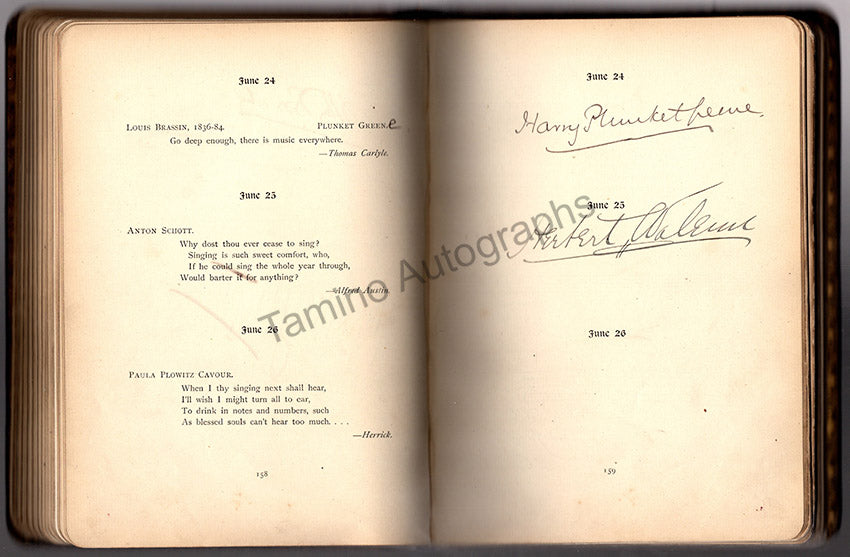 June 24
LOUIS BRASSIN, 1836-84. PLUNKET GREENe
Go deep enough, there is music everywhere.
—Thomas Carlyle.
June 25
ANTON SCHOTT.
Why dost thou ever cease to sing?
Singing is such sweet comfort, who,
If he could sing the whole year through,
Would barter it for anything?
—Alfred Austin.
June 26
PAULA PLOWITZ CAVOUR.
When I thy singing next shall hear,
I'll wish I might turn all to ear,
To drink in notes and numbers, such
As blessed souls can't hear too much. . . .
—Herrick.
158
June 24
Harry Plunket Greene.
June 25
Herbert Walenn
June 26
159
Tamino Autographs